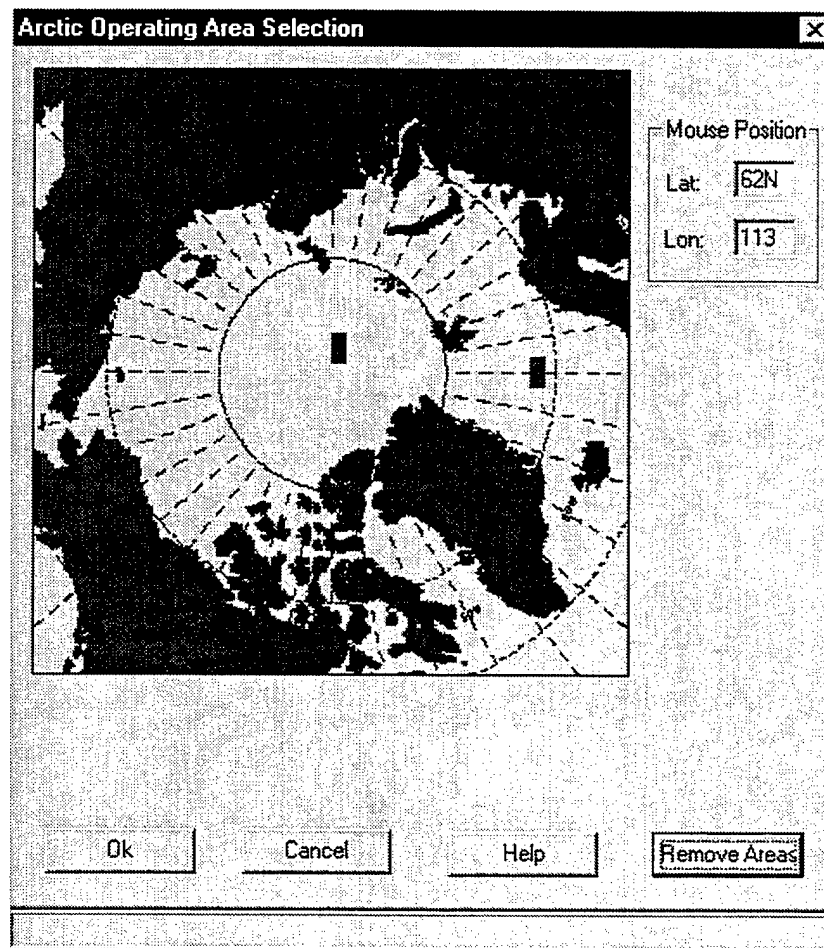 Arctic Operating Area Selection
Mouse Position
Lat: 62N
Lon: 113
Ok Cancel Help Remove Areas